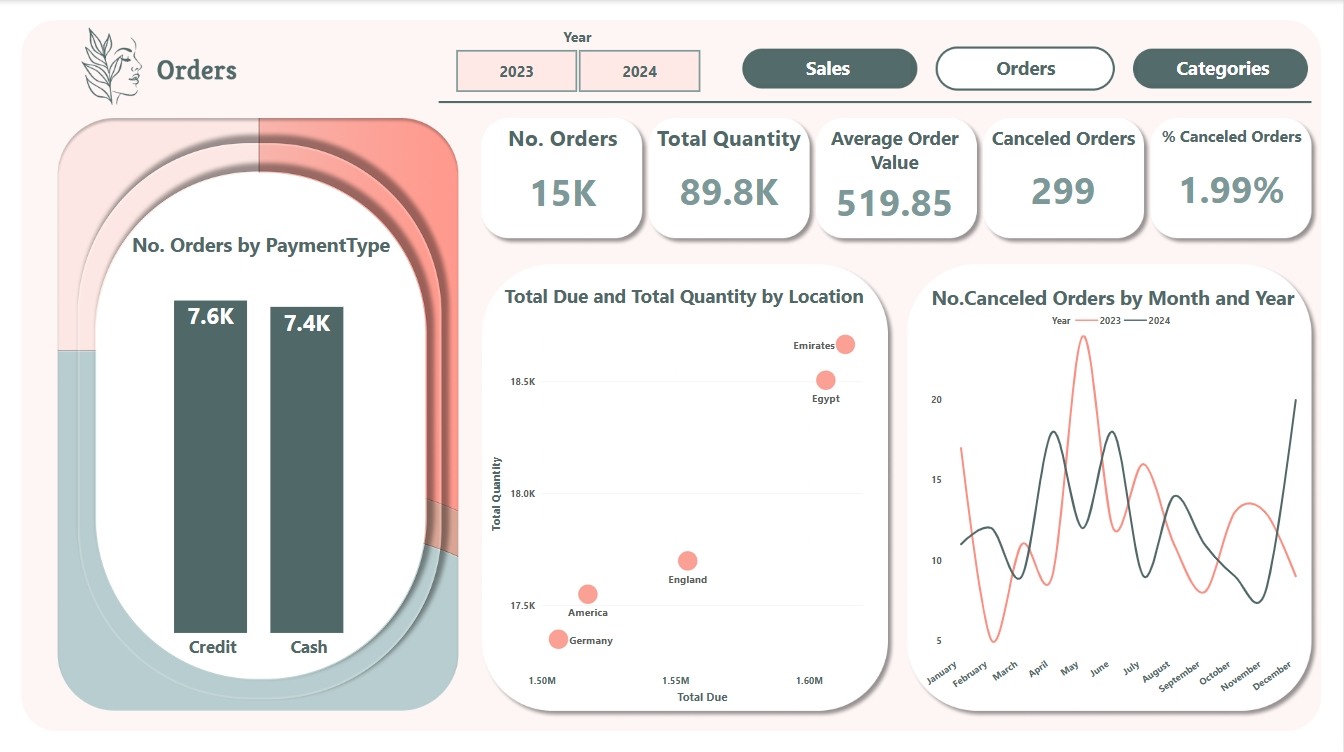 Orders
Year
2023
2024
Sales
Orders
Categories
No. Orders
15K
Total Quantity
89.8K
Average Order
Value
519.85
Canceled Orders
299
% Canceled Orders
1.99%
No. Orders by PaymentType
7.6K
7.4K
Credit
Cash
Total Due and Total Quantity by Location
Total Quantity
18.5K
18.0K
17.5K
Emirates
Egypt
England
America
Germany
1.50M
1.55M
1.60M
Total Due
No.Canceled Orders by Month and Year
Year 2023 2024
20
15
10
5
January
February
March
April
May
June
July
August
September
October
November
December